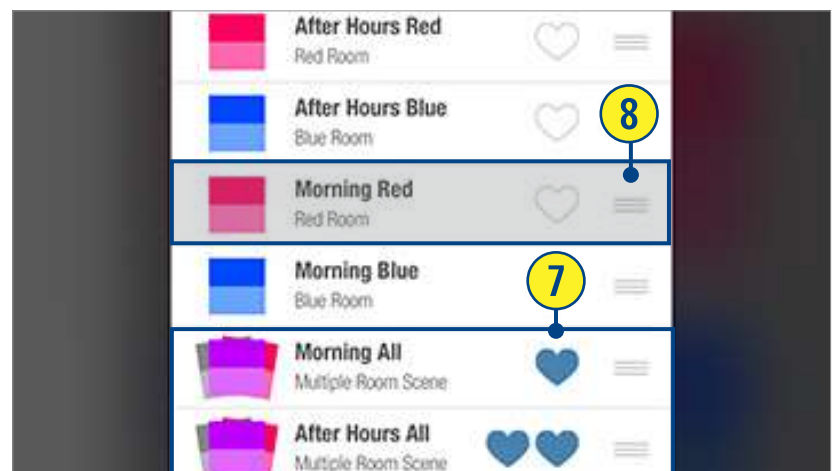 After Hours Red
Red Room
After Hours Blue
Blue Room
8
Morning Red
Red Room
Morning Blue
Blue Room
7
Morning All
Multiple Room Scene
After Hours All
Multiple Room Scene